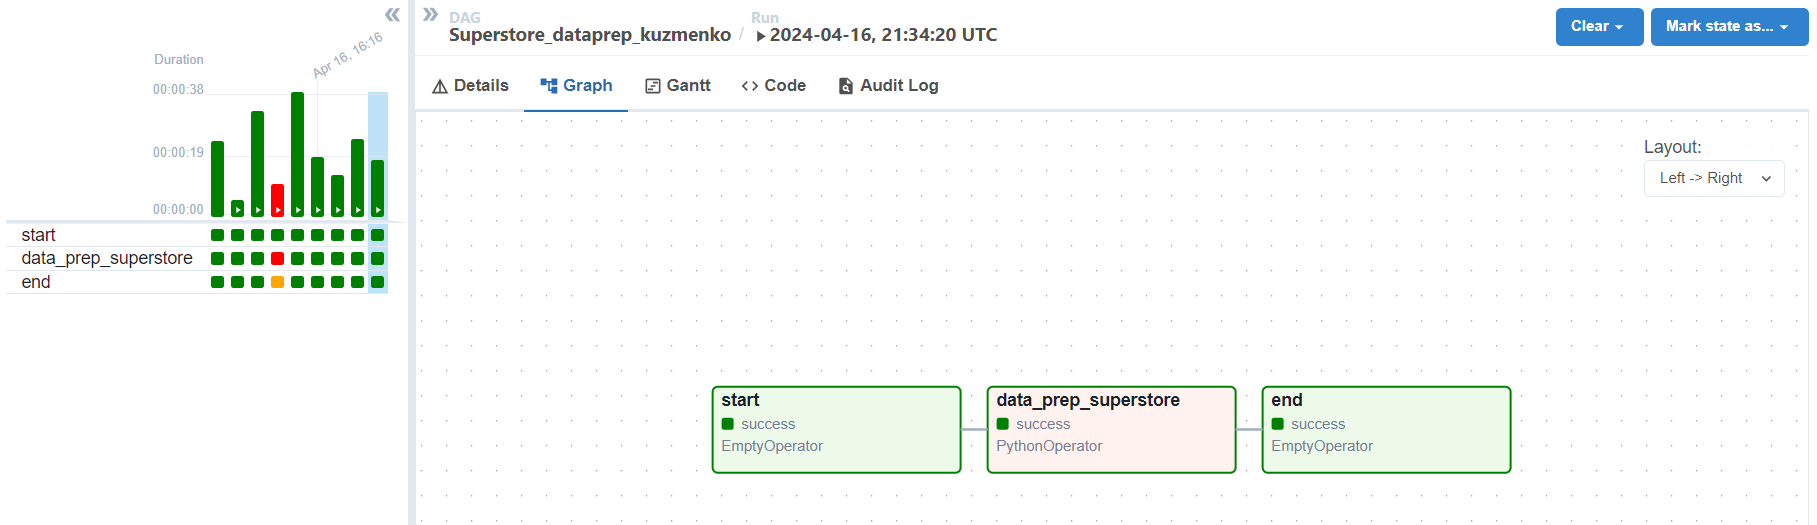 Duration
Apr 16, 16:16
00:00:38
00:00:19
00:00:00
start
data_prep_superstore
end
DAG
Superstore_dataprep_kuzmenko /
Run
2024-04-16, 21:34:20 UTC
Clear
Mark state as...
Details
Graph
Gantt
Code
Audit Log
Layout:
Left -> Right
start
success
EmptyOperator
data_prep_superstore
success
PythonOperator
end
success
EmptyOperator